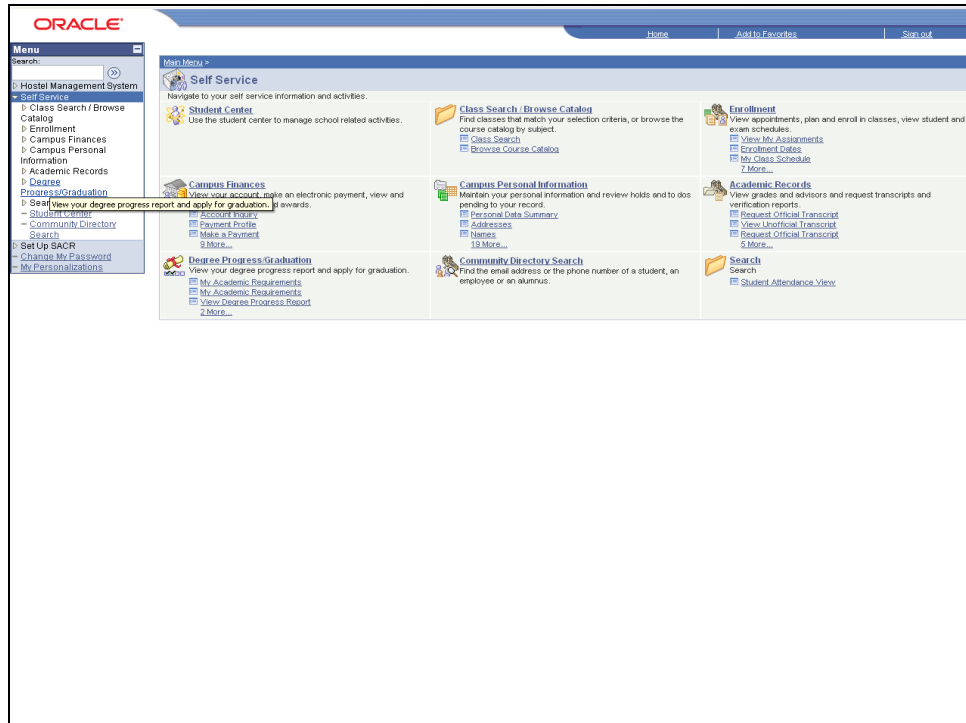 ORACLE
Home
Add to Favorites
Sign out
Menu
Search:
Hostel Management System
Self Service
Class Search / Browse
Catalog
Enrollment
Campus Finances
Campus Personal
Information
Academic Records
Degree
Progress/Graduation
Sear
View your degree progress report and apply for graduation.
Student Center
Community Directory
Search
Set Up SACR
Change My Password
My Personalizations
Main Menu >
Self Service
Navigate to your self service information and activities.
Student Center
Use the student center to manage school related activities.
Class Search / Browse Catalog
Find classes that match your selection criteria, or browse the
course catalog by subject.
Class Search
Browse Course Catalog
Enrollment
View appointments, plan and enroll in classes, view student and
exam schedules.
View My Assignments
Enrollment Dates
My Class Schedule
7 More...
Campus Finances
View your account, make an electronic payment, view and
d awards.
Account Inquiry
Payment Profile
Make a Payment
9 More...
Campus Personal Information
Maintain your personal information and review holds and to dos
pending to your record.
Personal Data Summary
Addresses
Names
19 More...
Academic Records
View grades and advisors and request transcripts and
verification reports.
Request Official Transcript
View Unofficial Transcript
Request Official Transcript
5 More...
Degree Progress/Graduation
View your degree progress report and apply for graduation.
My Academic Requirements
My Academic Requirements
View Degree Progress Report
2 More...
Community Directory Search
Find the email address or the phone number of a student, an
employee or an alumnus.
Search
Search
Student Attendance View